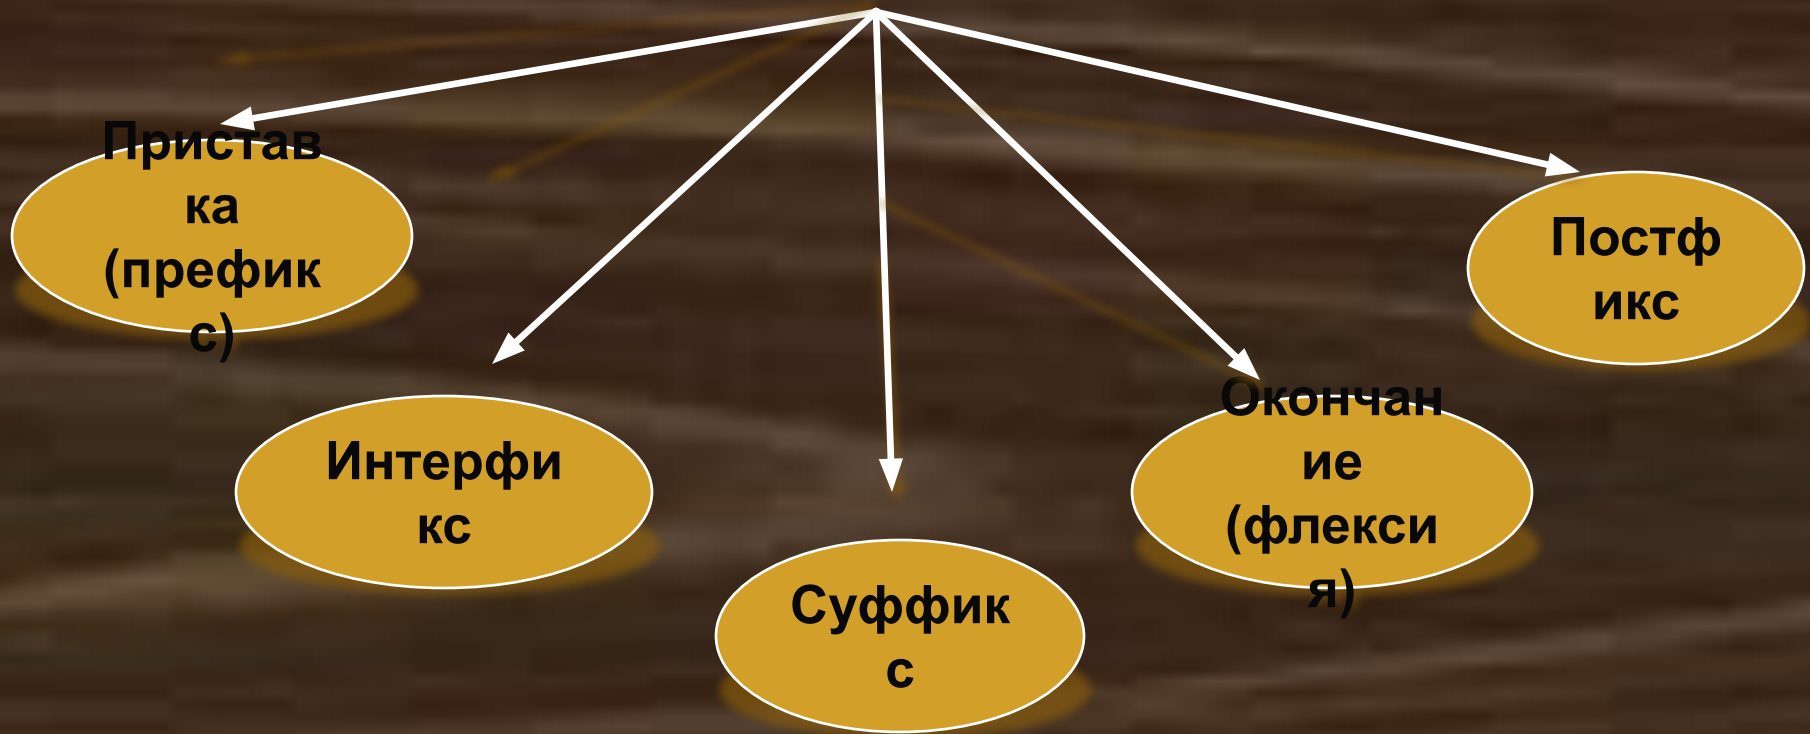 Пристав
ка
(префик
с)
Интерфи
кс
Суффик
с
Окончан
ие
(флекси
я)
Постф
икс